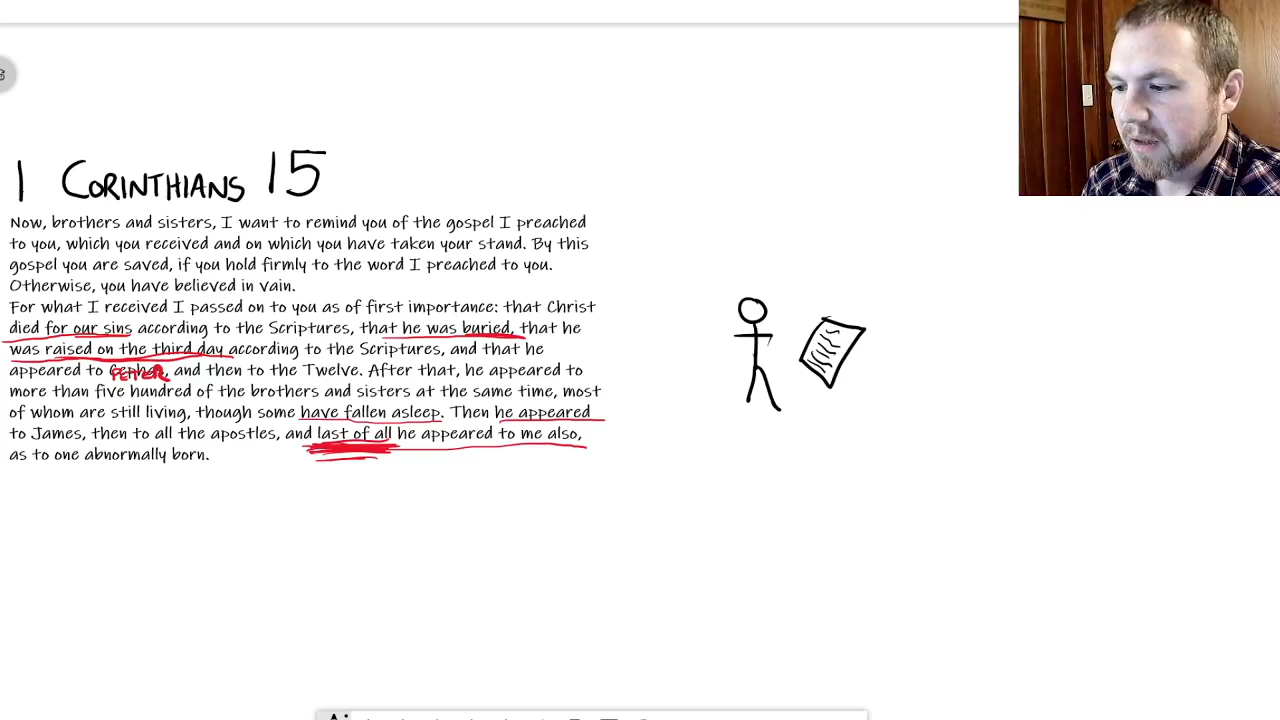 1 CORINTHIANS 15
Now, brothers and sisters, I want to remind you of the gospel I preached
to you, which you received and on which you have taken your stand. By this
gospel you are saved, if you hold firmly to the word I preached to you.
Otherwise, you have believed in vain.
For what I received I passed on to you as of first importance: that Christ
died for our sins according to the Scriptures, that he was buried, that he
was raised on the third day according to the Scriptures, and that he
appeared to PETER, and then to the Twelve. After that, he appeared to
more than five hundred of the brothers and sisters at the same time, most
of whom are still living, though some have fallen asleep. Then he appeared
to James, then to all the apostles, and last of all he appeared to me also,
as to one abnormally born.